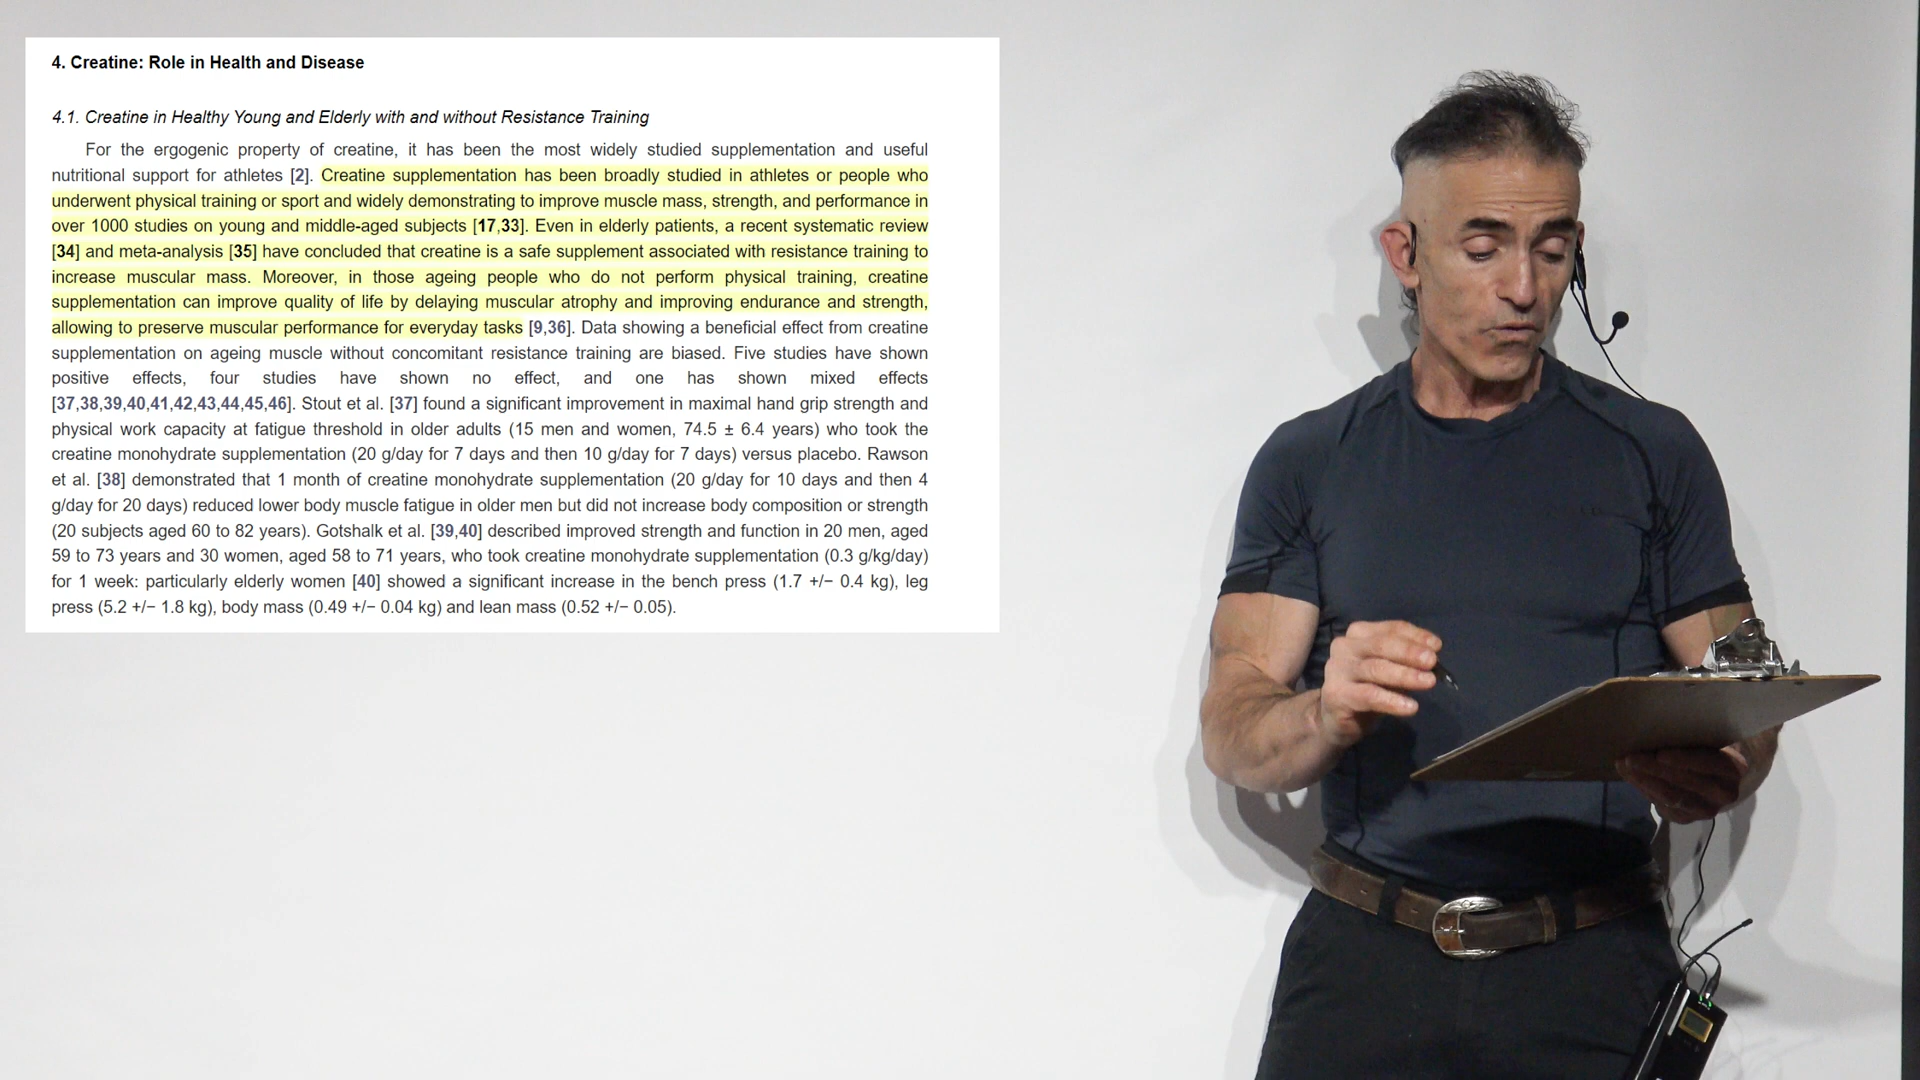 4. Creatine: Role in Health and Disease
4.1. Creatine in Healthy Young and Elderly with and without Resistance Training
For the ergogenic property of creatine, it has been the most widely studied supplementation and useful
nutritional support for athletes [2]. Creatine supplementation has been broadly studied in athletes or people who
underwent physical training or sport and widely demonstrating to improve muscle mass, strength, and performance in
over 1000 studies on young and middle-aged subjects [17,33]. Even in elderly patients, a recent systematic review
[34] and meta-analysis [35] have concluded that creatine is a safe supplement associated with resistance training to
increase muscular mass. Moreover, in those ageing people who do not perform physical training, creatine
supplementation can improve quality of life by delaying muscular atrophy and improving endurance and strength,
allowing to preserve muscular performance for everyday tasks [9,36]. Data showing a beneficial effect from creatine
supplementation on ageing muscle without concomitant resistance training are biased. Five studies have shown
positive effects, four studies have shown no effect, and one has shown mixed effects
[37,38,39,40,41,42,43,44,45,46]. Stout et al. [37] found a significant improvement in maximal hand grip strength and
physical work capacity at fatigue threshold in older adults (15 men and women, 74.5 ± 6.4 years) who took the
creatine monohydrate supplementation (20 g/day for 7 days and then 10 g/day for 7 days) versus placebo. Rawson
et al. [38] demonstrated that 1 month of creatine monohydrate supplementation (20 g/day for 10 days and then 4
g/day for 20 days) reduced lower body muscle fatigue in older men but did not increase body composition or strength
(20 subjects aged 60 to 82 years). Gotshalk et al. [39,40] described improved strength and function in 20 men, aged
59 to 73 years and 30 women, aged 58 to 71 years, who took creatine monohydrate supplementation (0.3 g/kg/day)
for 1 week: particularly elderly women [40] showed a significant increase in the bench press (1.7 +/− 0.4 kg), leg
press (5.2 +/− 1.8 kg), body mass (0.49 +/− 0.04 kg) and lean mass (0.52 +/− 0.05).